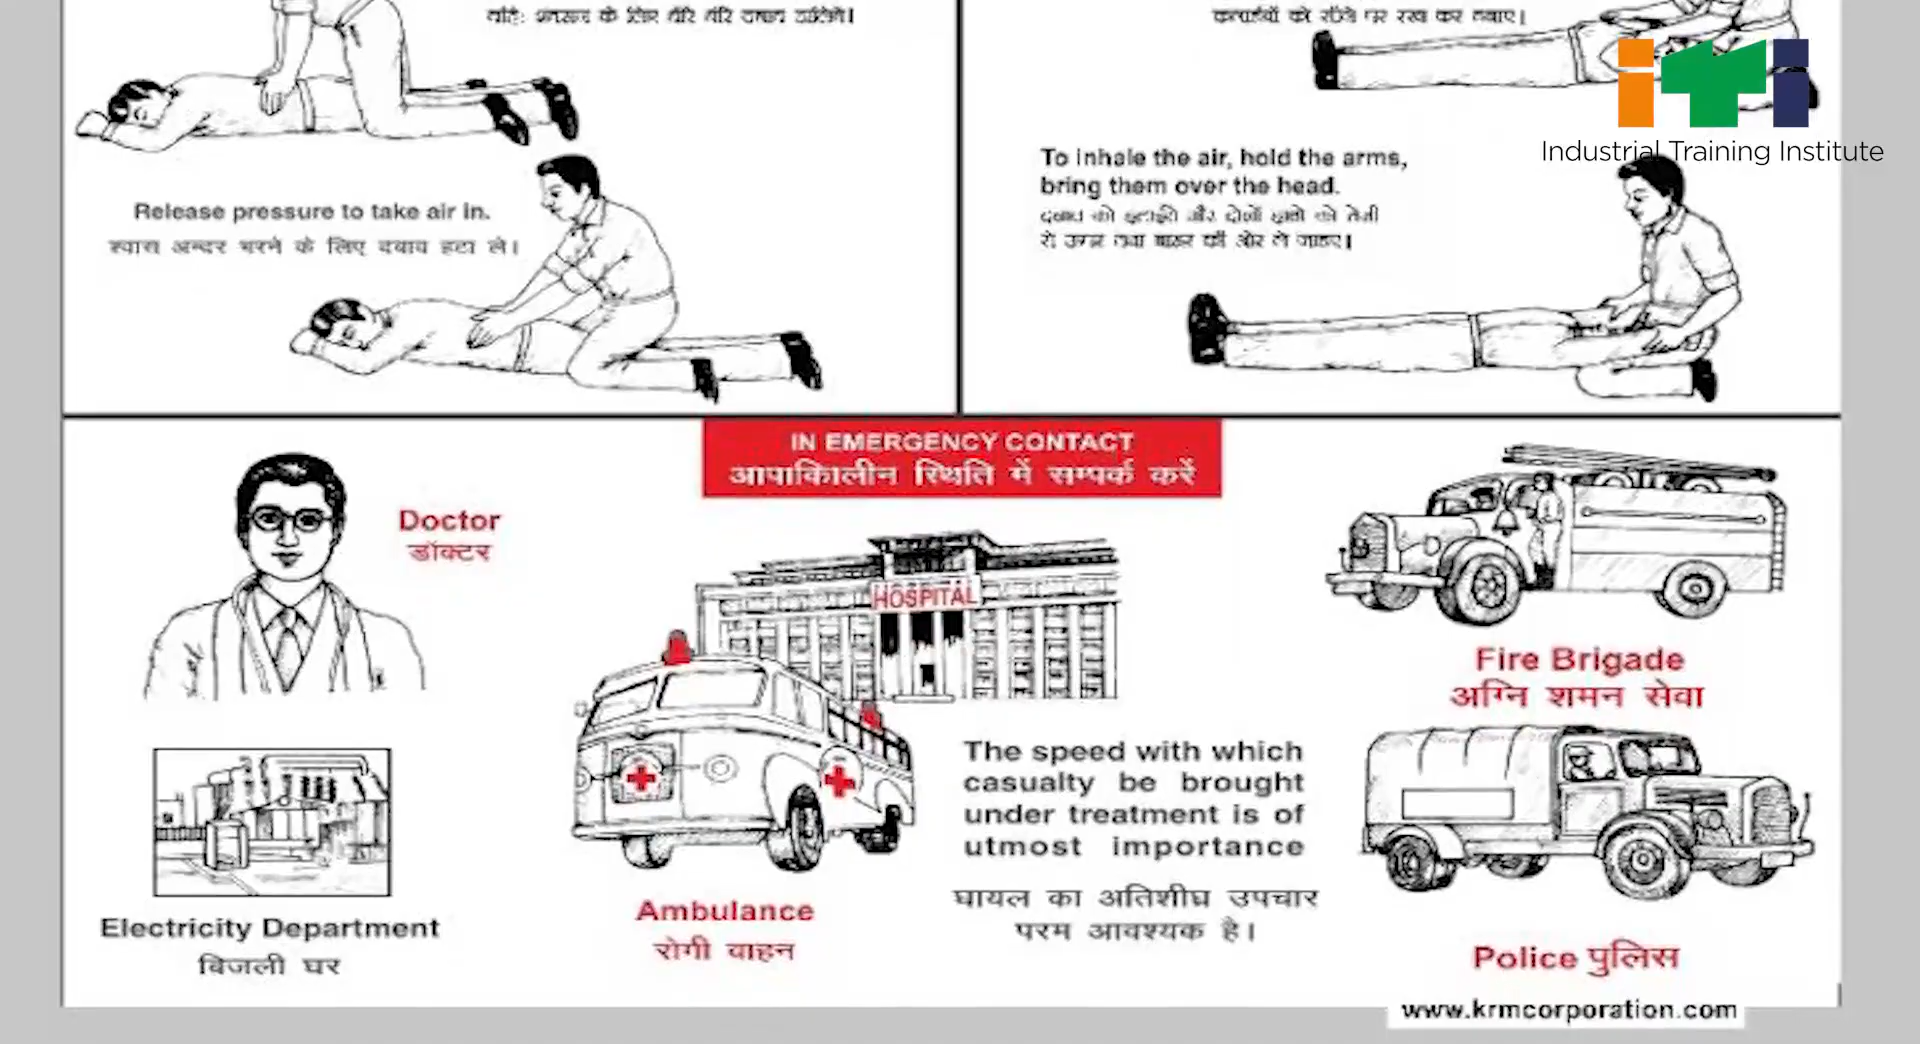 Industrial Training Institute
Release pressure to take air in.
श्वास अन्दर भरने के लिए दबाव हटा ले।
To inhale the air, hold the arms,
bring them over the head.
IN EMERGENCY CONTACT
आपाकािलीन स्थिति में सम्पर्क करें
Doctor
डॉक्टर
HOSPITAL
Fire Brigade
अग्नि शमन सेवा
The speed with which
casualty be brought
under treatment is of
utmost importance
घायल का अतिशीघ्र उपचार
परम आवश्यक है।
Ambulance
रोगी वाहन
Electricity Department
बिजली घर
Police पुलिस
www.krmcorporation.com